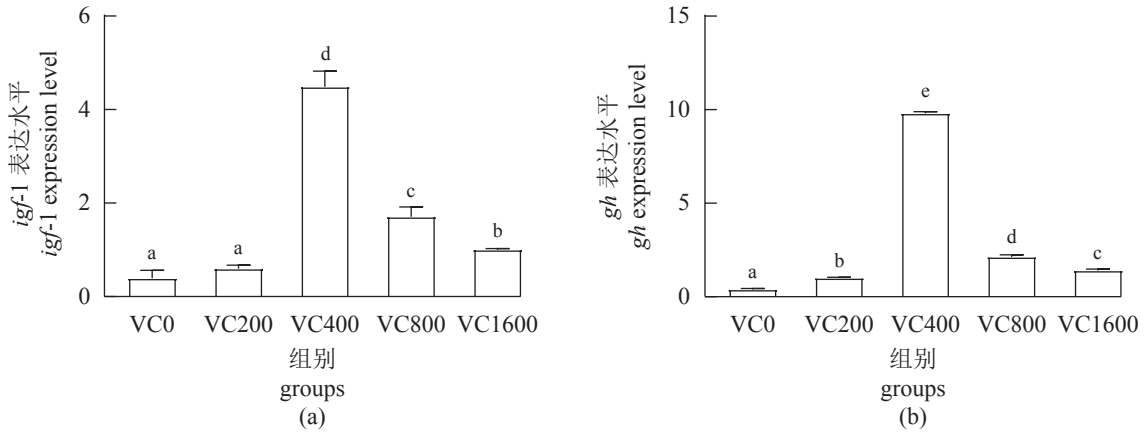 6
4
2
0
igf-1 表达水平
igf-1 expression level
a
a
d
c
b
VC0 VC200 VC400 VC800 VC1600
组别
groups
(a)
15
10
5
0
gh 表达水平
gh expression level
a
b
e
d
c
VC0 VC200 VC400 VC800 VC1600
组别
groups
(b)